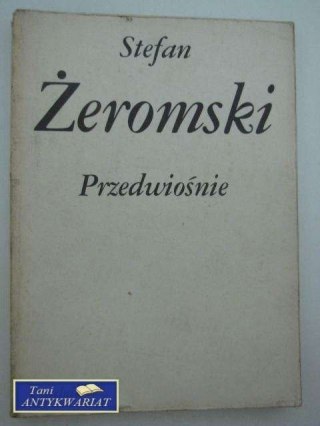 Stefan
Żeromski
Przedwiośnie
Tani
ANTYKWARIAT